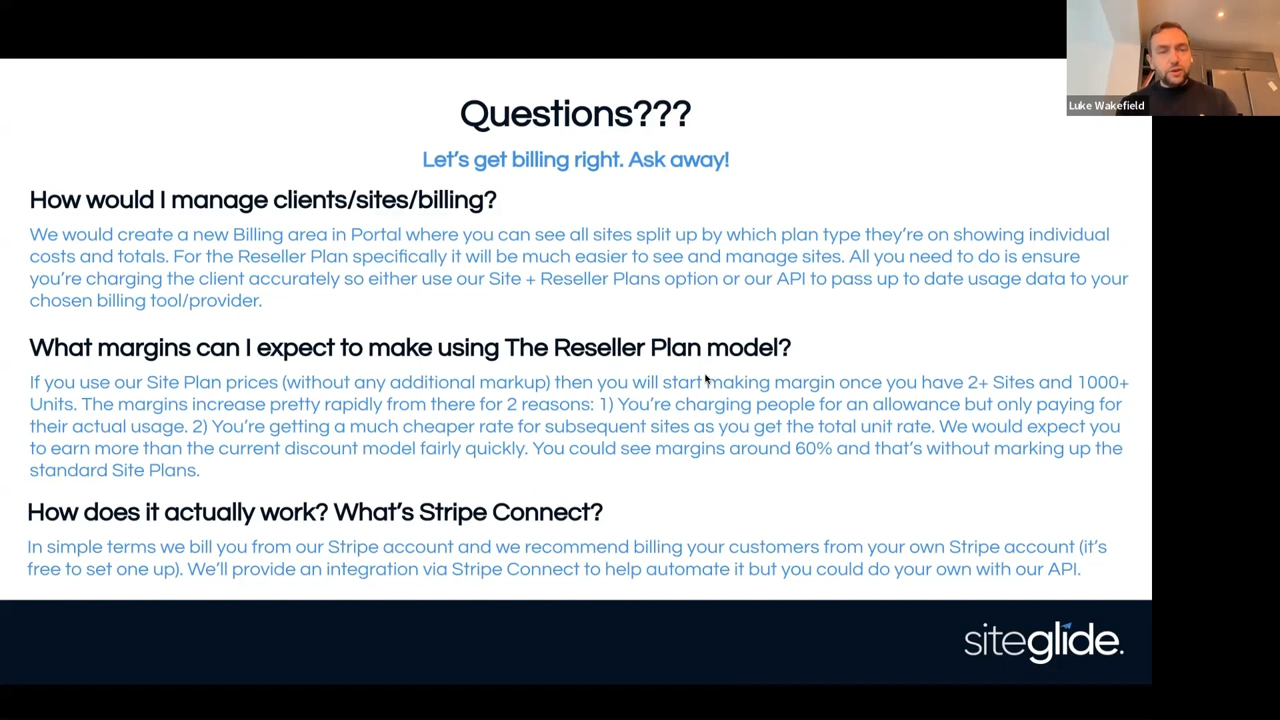 Luke Wakefield
Questions???
Let's get billing right. Ask away!
How would I manage clients/sites/billing?
We would create a new Billing area in Portal where you can see all sites split up by which plan type they're on showing individual
costs and totals. For the Reseller Plan specifically it will be much easier to see and manage sites. All you need to do is ensure
you're charging the client accurately so either use our Site + Reseller Plans option or our API to pass up to date usage data to your
chosen billing tool/provider.
What margins can I expect to make using The Reseller Plan model?
If you use our Site Plan prices (without any additional markup) then you will start making margin once you have 2+ Sites and 1000+
Units. The margins increase pretty rapidly from there for 2 reasons: 1) You're charging people for an allowance but only paying for
their actual usage. 2) You're getting a much cheaper rate for subsequent sites as you get the total unit rate. We would expect you
to earn more than the current discount model fairly quickly. You could see margins around 60% and that's without marking up the
standard Site Plans.
How does it actually work? What's Stripe Connect?
In simple terms we bill you from our Stripe account and we recommend billing your customers from your own Stripe account (it's
free to set one up). We'll provide an integration via Stripe Connect to help automate it but you could do your own with our API.
siteglide.